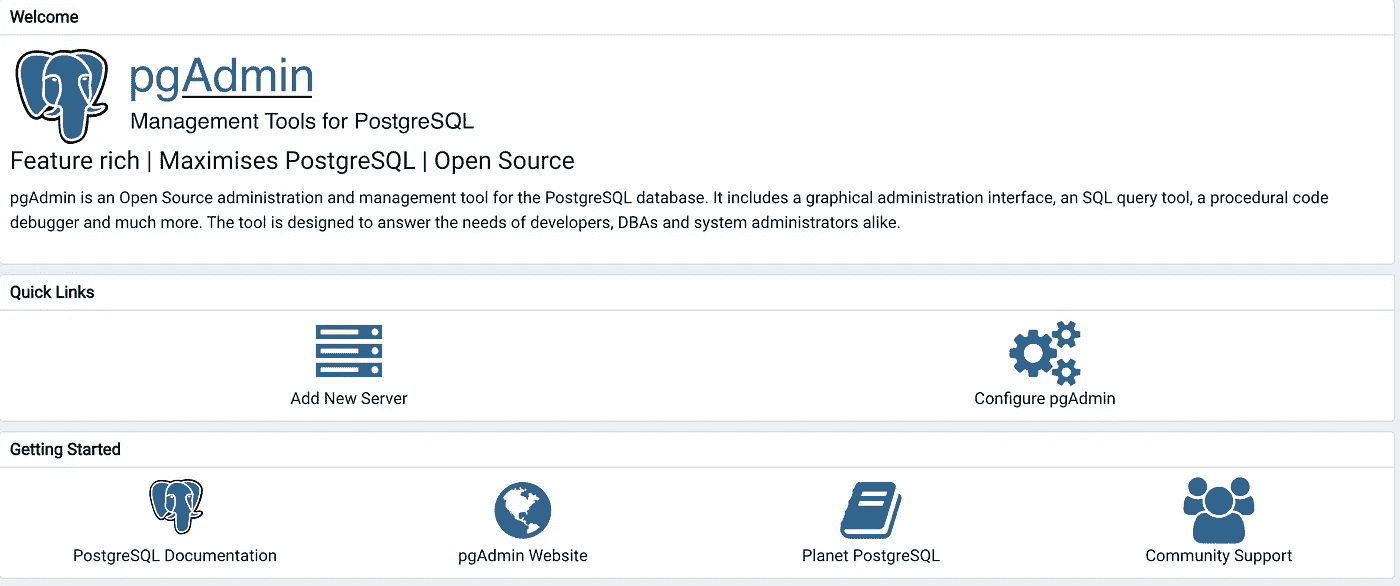 Welcome
pgAdmin
Management Tools for PostgreSQL
Feature rich | Maximises PostgreSQL | Open Source
pgAdmin is an Open Source administration and management tool for the PostgreSQL database. It includes a graphical administration interface, an SQL query tool, a procedural code
debugger and much more. The tool is designed to answer the needs of developers, DBAs and system administrators alike.
Quick Links
Add New Server
Configure pgAdmin
Getting Started
PostgreSQL Documentation
pgAdmin Website
Planet PostgreSQL
Community Support